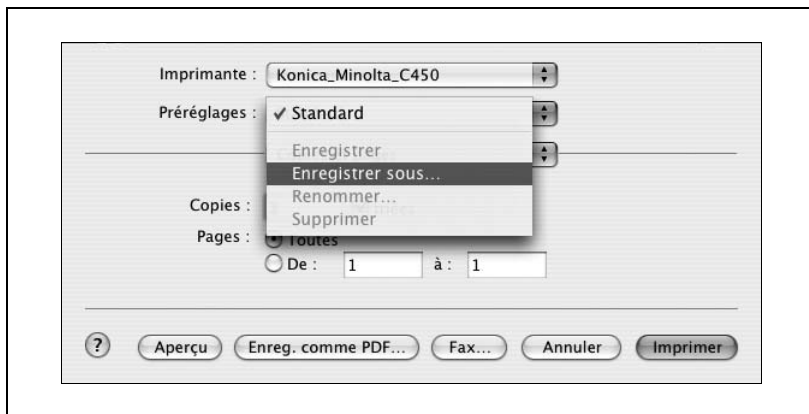 Imprimante : Konica_Minolta_C450
Préréglages : ✓ Standard
Enregistrer
Enregistrer sous...
Renommer...
Supprimer
Copies :
Pages : Toutes
De : 1 à : 1
? Aperçu Enreg. comme PDF... Fax... Annuler Imprimer